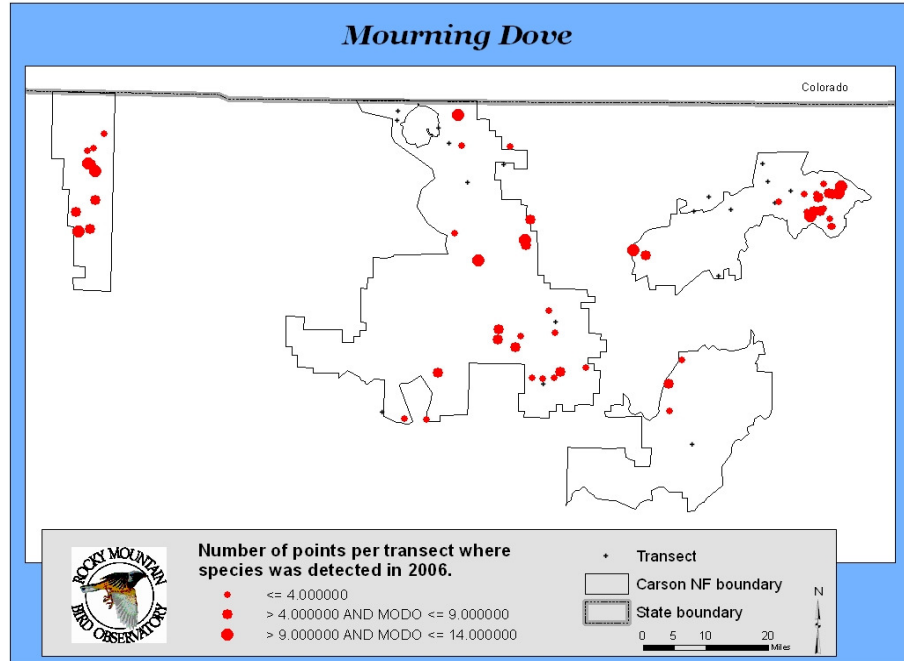 Mourning Dove
Colorado
ROCKY MOUNTAIN
BIRD OBSERVATORY
Number of points per transect where
species was detected in 2006.
<= 4.000000
> 4.000000 AND MODO <= 9.000000
> 9.000000 AND MODO <= 14.000000
Transect
Carson NF boundary
State boundary
N
0 5 10 20
Miles